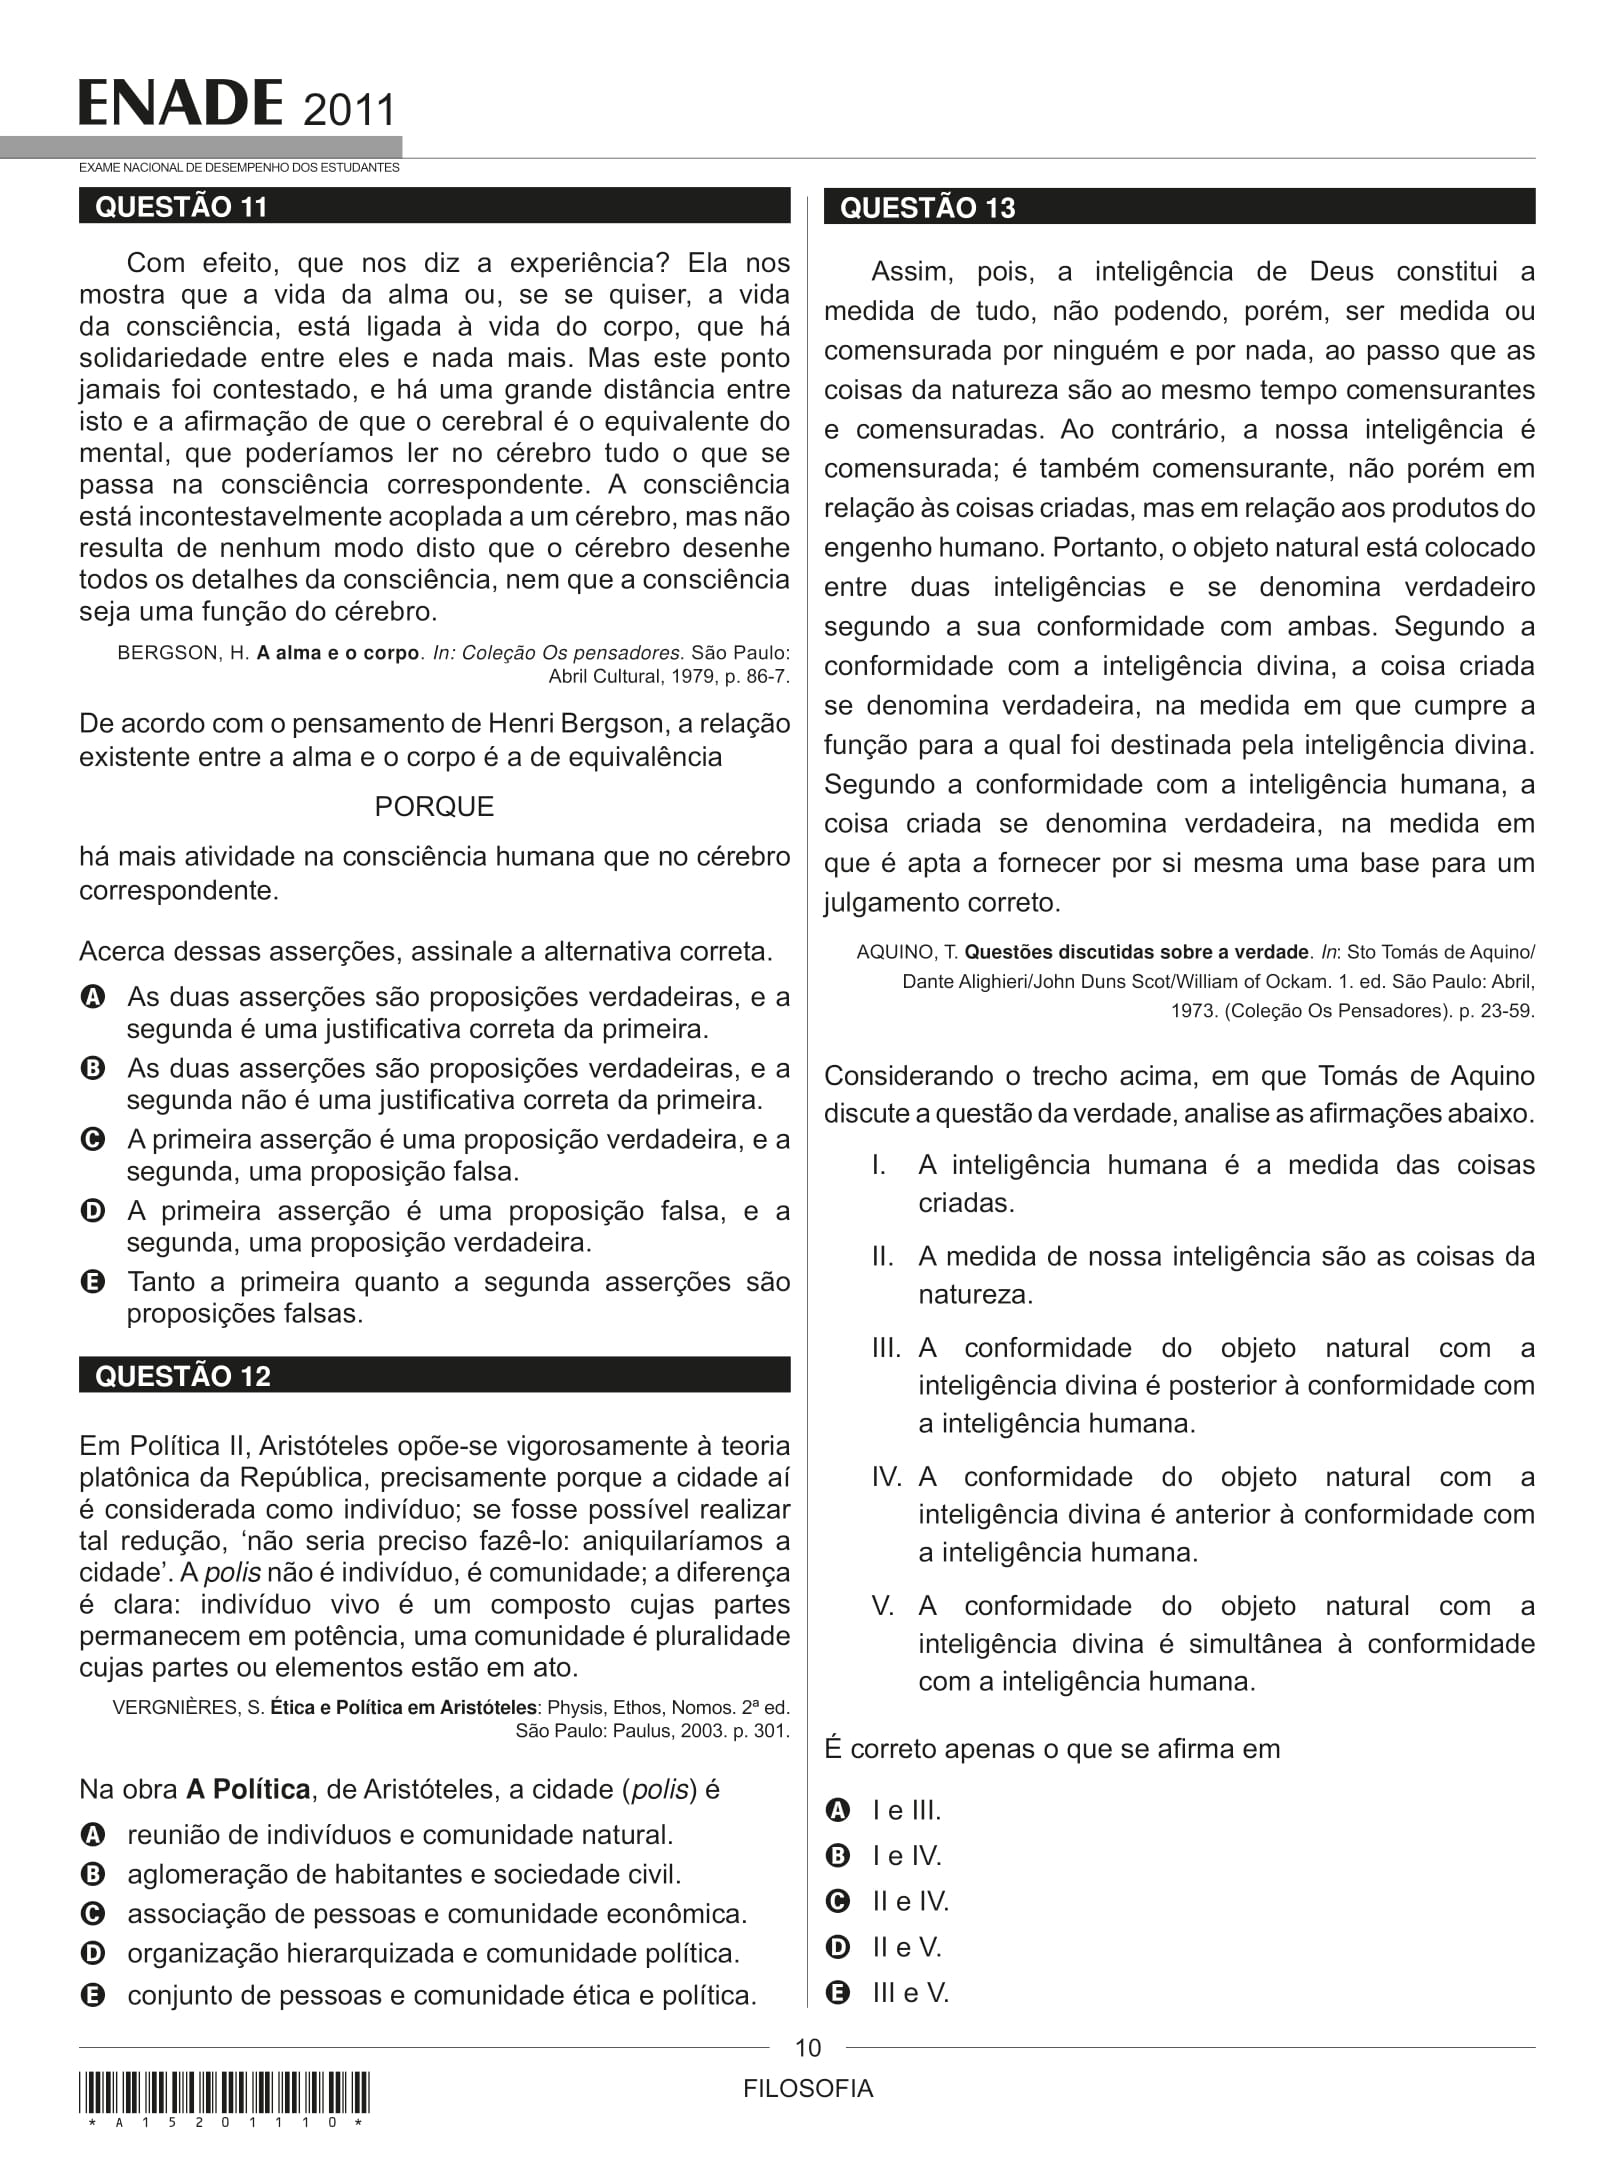 ENADE 2011
EXAME NACIONAL DE DESEMPENHO DOS ESTUDANTES
QUESTÃO 11
Com efeito, que nos diz a experiência? Ela nos
mostra que a vida da alma ou, se se quiser, a vida
da consciência, está ligada à vida do corpo, que há
solidariedade entre eles e nada mais. Mas este ponto
jamais foi contestado, e há uma grande distância entre
isto e a afirmação de que o cerebral é o equivalente do
mental, que poderíamos ler no cérebro tudo o que se
passa na consciência correspondente. A consciência
está incontestavelmente acoplada a um cérebro, mas não
resulta de nenhum modo disto que o cérebro desenhe
todos os detalhes da consciência, nem que a consciência
seja uma função do cérebro.
BERGSON, H. A alma e o corpo. In: Coleção Os pensadores. São Paulo:
Abril Cultural, 1979, p. 86-7.
De acordo com o pensamento de Henri Bergson, a relação
existente entre a alma e o corpo é a de equivalência
PORQUE
há mais atividade na consciência humana que no cérebro
correspondente.
Acerca dessas asserções, assinale a alternativa correta.
A As duas asserções são proposições verdadeiras, e a
segunda é uma justificativa correta da primeira.
B As duas asserções são proposições verdadeiras, e a
segunda não é uma justificativa correta da primeira.
C A primeira asserção é uma proposição verdadeira, e a
segunda, uma proposição falsa.
D A primeira asserção é uma proposição falsa, e a
segunda, uma proposição verdadeira.
E Tanto a primeira quanto a segunda asserções são
proposições falsas.
QUESTÃO 12
Em Política II, Aristóteles opõe-se vigorosamente à teoria
platônica da República, precisamente porque a cidade aí
é considerada como indivíduo; se fosse possível realizar
tal redução, ‘não seria preciso fazê-lo: aniquilaríamos a
cidade’. A polis não é indivíduo, é comunidade; a diferença
é clara: indivíduo vivo é um composto cujas partes
permanecem em potência, uma comunidade é pluralidade
cujas partes ou elementos estão em ato.
VERGNIÈRES, S. Ética e Política em Aristóteles: Physis, Ethos, Nomos. 2ª ed.
São Paulo: Paulus, 2003. p. 301.
Na obra A Política, de Aristóteles, a cidade (polis) é
A reunião de indivíduos e comunidade natural.
B aglomeração de habitantes e sociedade civil.
C associação de pessoas e comunidade econômica.
D organização hierarquizada e comunidade política.
E conjunto de pessoas e comunidade ética e política.
QUESTÃO 13
Assim, pois, a inteligência de Deus constitui a
medida de tudo, não podendo, porém, ser medida ou
comensurada por ninguém e por nada, ao passo que as
coisas da natureza são ao mesmo tempo comensurantes
e comensuradas. Ao contrário, a nossa inteligência é
comensurada; é também comensurante, não porém em
relação às coisas criadas, mas em relação aos produtos do
engenho humano. Portanto, o objeto natural está colocado
entre duas inteligências e se denomina verdadeiro
segundo a sua conformidade com ambas. Segundo a
conformidade com a inteligência divina, a coisa criada
se denomina verdadeira, na medida em que cumpre a
função para a qual foi destinada pela inteligência divina.
Segundo a conformidade com a inteligência humana, a
coisa criada se denomina verdadeira, na medida em
que é apta a fornecer por si mesma uma base para um
julgamento correto.
AQUINO, T. Questões discutidas sobre a verdade. In: Sto Tomás de Aquino/
Dante Alighieri/John Duns Scot/William of Ockam. 1. ed. São Paulo: Abril,
1973. (Coleção Os Pensadores). p. 23-59.
Considerando o trecho acima, em que Tomás de Aquino
discute a questão da verdade, analise as afirmações abaixo.
I. A inteligência humana é a medida das coisas
criadas.
II. A medida de nossa inteligência são as coisas da
natureza.
III. A conformidade do objeto natural com a
inteligência divina é posterior à conformidade com
a inteligência humana.
IV. A conformidade do objeto natural com a
inteligência divina é anterior à conformidade com
a inteligência humana.
V. A conformidade do objeto natural com a
inteligência divina é simultânea à conformidade
com a inteligência humana.
É correto apenas o que se afirma em
A I e III.
B I e IV.
C II e IV.
D II e V.
E III e V.
10
FILOSOFIA
*A15201110*